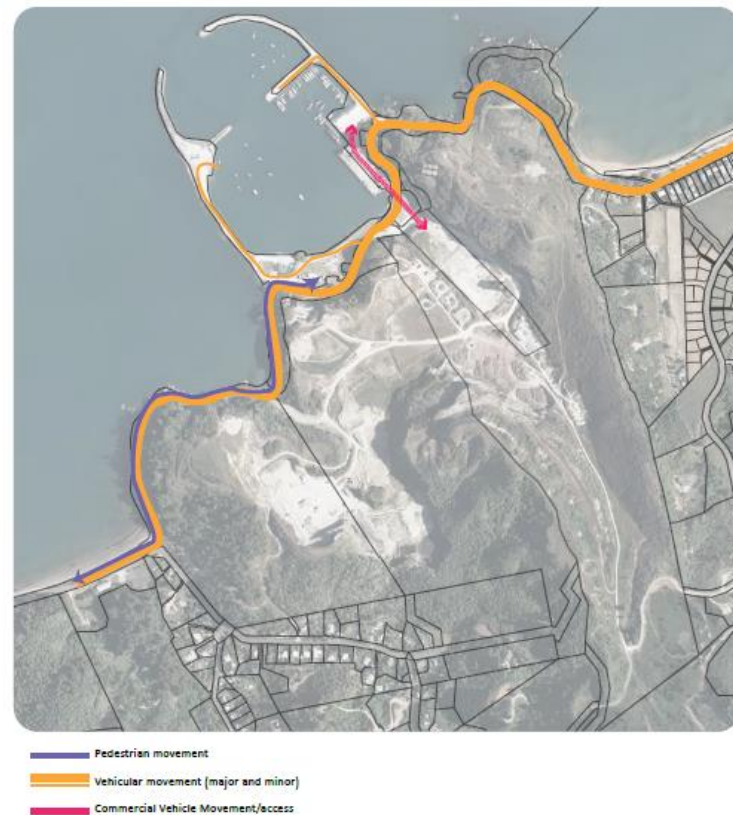 Pedestrian movement
Vehicular movement (major and minor)
Commercial Vehicle Movement/access